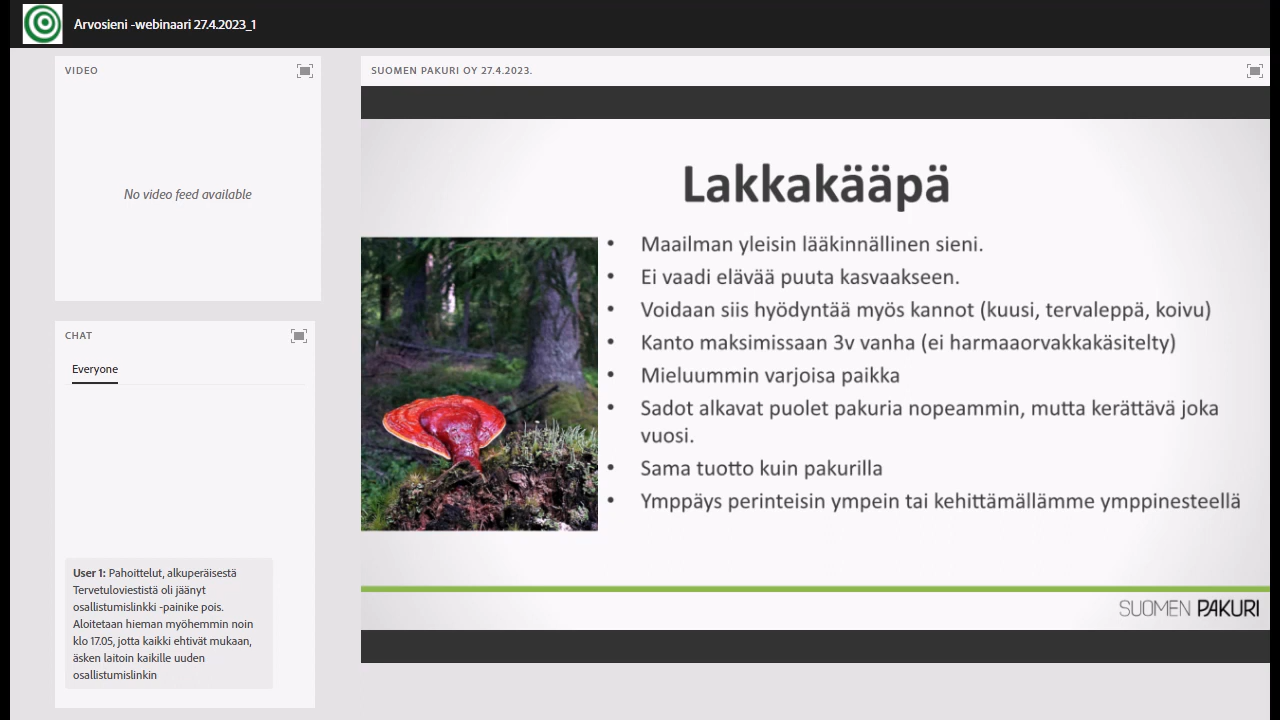 Arvosieni -webinaari 27.4.2023_1
VIDEO
No video feed available
CHAT
Everyone
User 1: Pahoittelut, alkuperäisestä
Tervetuloviestistä oli jäänyt
osallistumislinkki -painike pois.
Aloitetaan hieman myöhemmin noin
klo 17.05, jotta kaikki ehtivät mukaan,
äsken laitoin kaikille uuden
osallistumislinkin
SUOMEN PAKURI OY 27.4.2023.
Lakkakääpä
• Maailman yleisin lääkinnällinen sieni.
• Ei vaadi elävää puuta kasvaakseen.
• Voidaan siis hyödyntää myös kannot (kuusi, tervaleppä, koivu)
• Kanto maksimissaan 3v vanha (ei harmaaorvakkakäsitelty)
• Mieluummin varjoisa paikka
• Sadot alkavat puolet pakuria nopeammin, mutta kerättävä joka
vuosi.
• Sama tuotto kuin pakurilla
• Ymppäys perinteisin ympein tai kehittämällämme ymppinesteellä
SUOMEN PAKURI